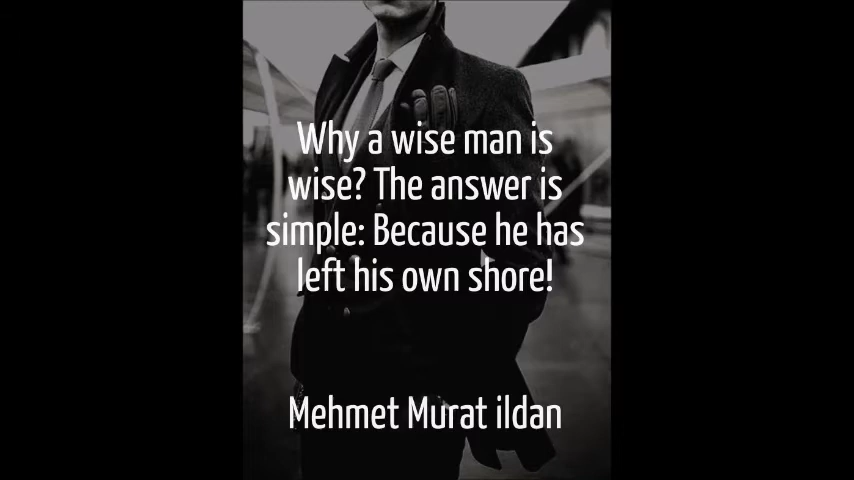 Why a wise man is
wise? The answer is
simple: Because he has
left his own shore!
Mehmet Murat ildan